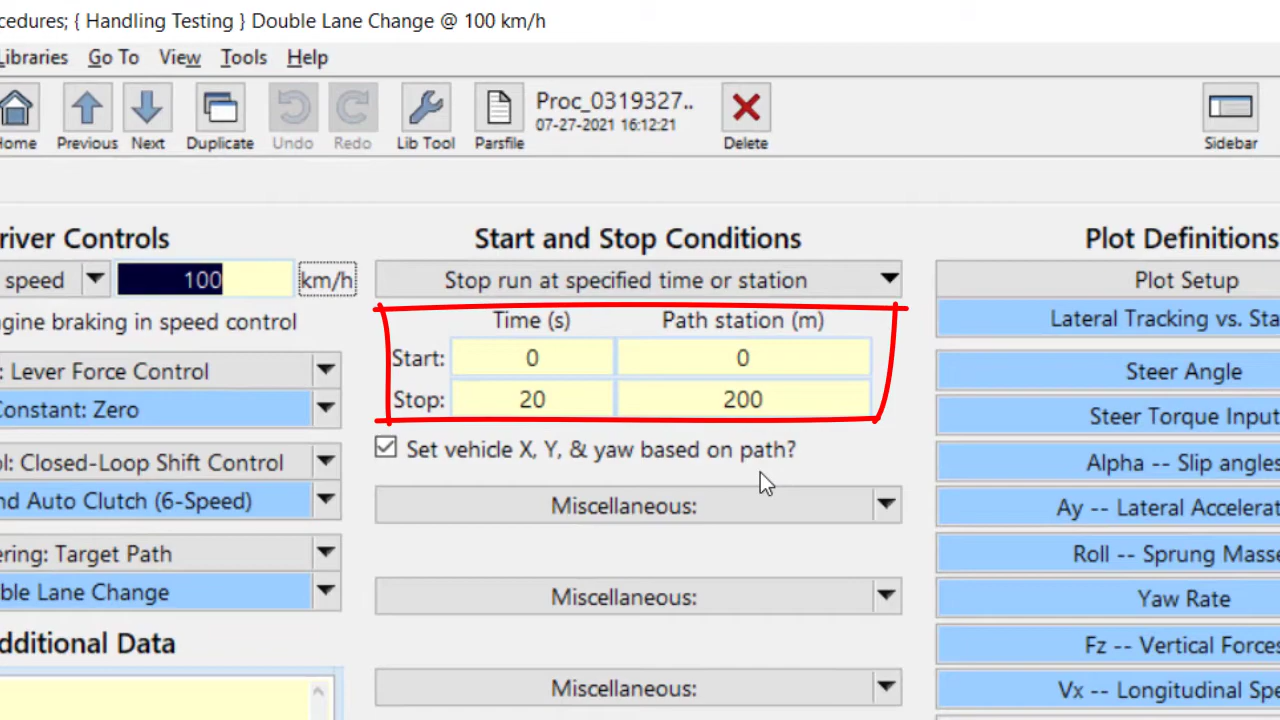 cedures; { Handling Testing } Double Lane Change @ 100 km/h
Libraries Go To View Tools Help
Home Previous Next Duplicate Undo Redo Lib Tool Parsfile Proc_0319327.. 07-27-2021 16:12:21 Delete Sidebar
river Controls
speed 100 km/h
ngine braking in speed control
: Lever Force Control
Constant: Zero
ol: Closed-Loop Shift Control
nd Auto Clutch (6-Speed)
ering: Target Path
ble Lane Change
dditional Data
Start and Stop Conditions
Stop run at specified time or station
Time (s) Path station (m)
Start: 0 0
Stop: 20 200
Set vehicle X, Y, & yaw based on path?
Miscellaneous:
Miscellaneous:
Miscellaneous:
Plot Definitions
Plot Setup
Lateral Tracking vs. Sta
Steer Angle
Steer Torque Input
Alpha -- Slip angles
Ay -- Lateral Accelerat
Roll -- Sprung Masse
Yaw Rate
Fz -- Vertical Forces
Vx -- Longitudinal Spe